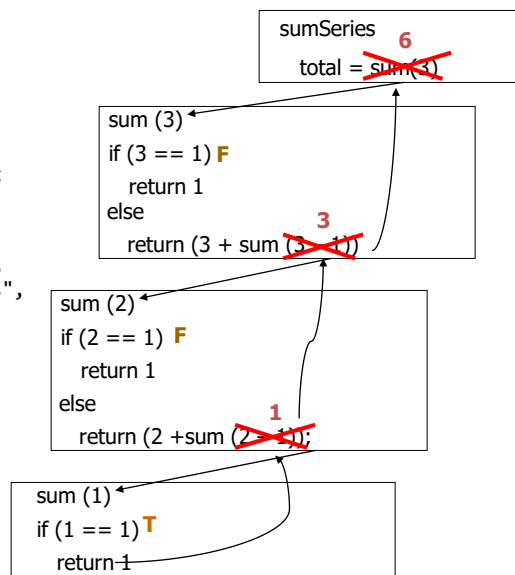 sumSeries
6
total = sum(3)
sum (3)
if (3 == 1) F
return 1
else
3
return (3 + sum (3 – 1))
",
sum (2)
if (2 == 1) F
return 1
else
1
return (2 +sum (2 – 1));
sum (1)
if (1 == 1) T
return 1